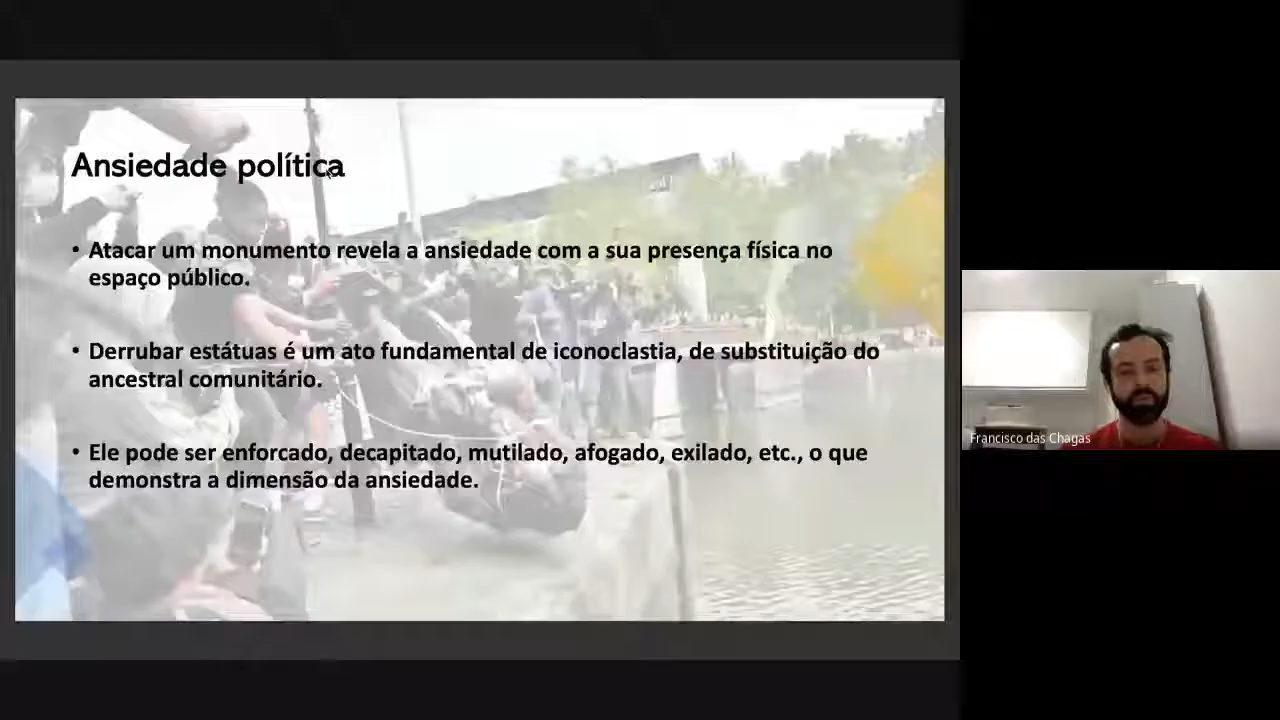 Ansiedade política
• Atacar um monumento revela a ansiedade com a sua presença física no
espaço público.
• Derrubar estátuas é um ato fundamental de iconoclastia, de substituição do
ancestral comunitário.
• Ele pode ser enforcado, decapitado, mutilado, afogado, exilado, etc., o que
demonstra a dimensão da ansiedade.
Francisco das Chagas